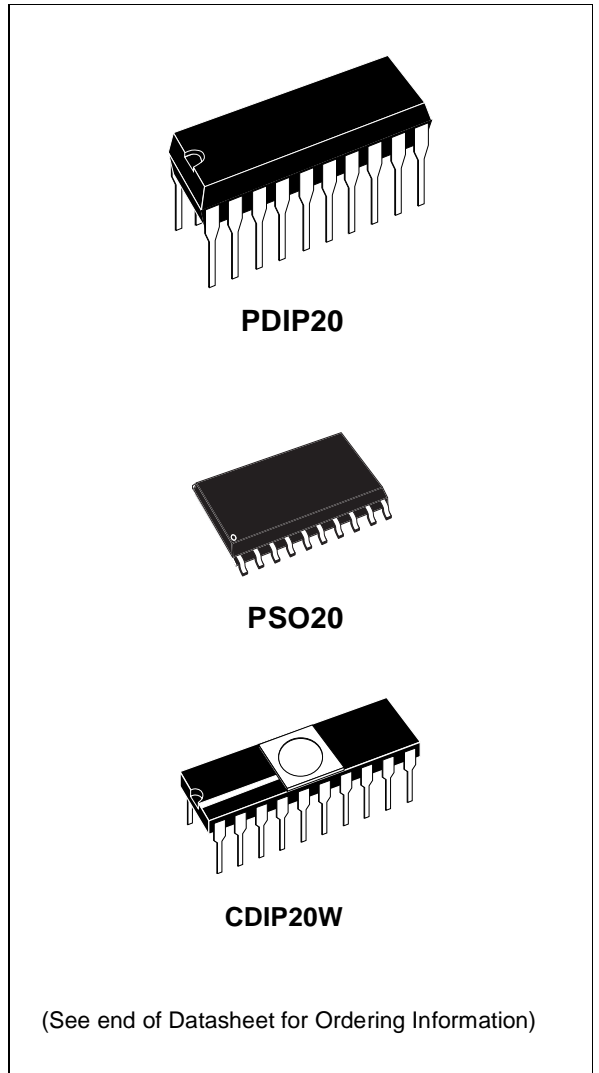 PDIP20
PSO20
CDIP20W
(See end of Datasheet for Ordering Information)